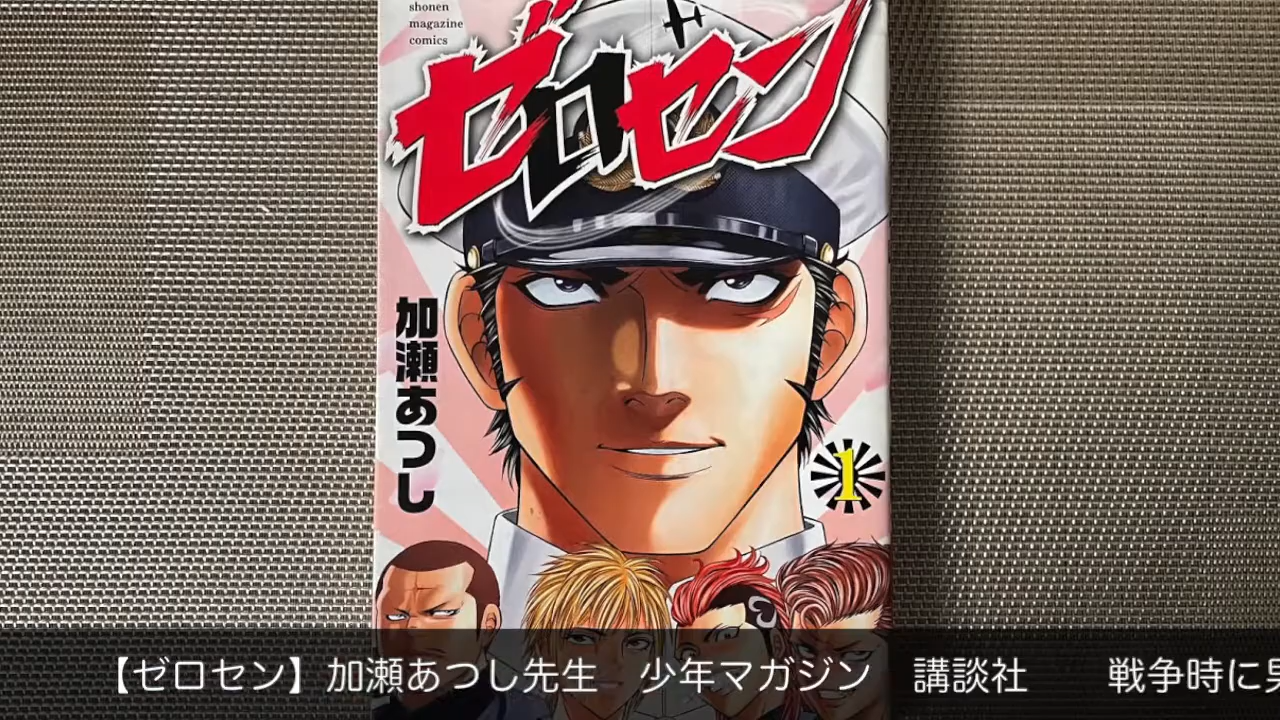 shonen
magazine
comics
ゼロセン
加瀬あつし
1
【ゼロセン】加瀬あつし先生　少年マガジン　講談社　　戦争時に